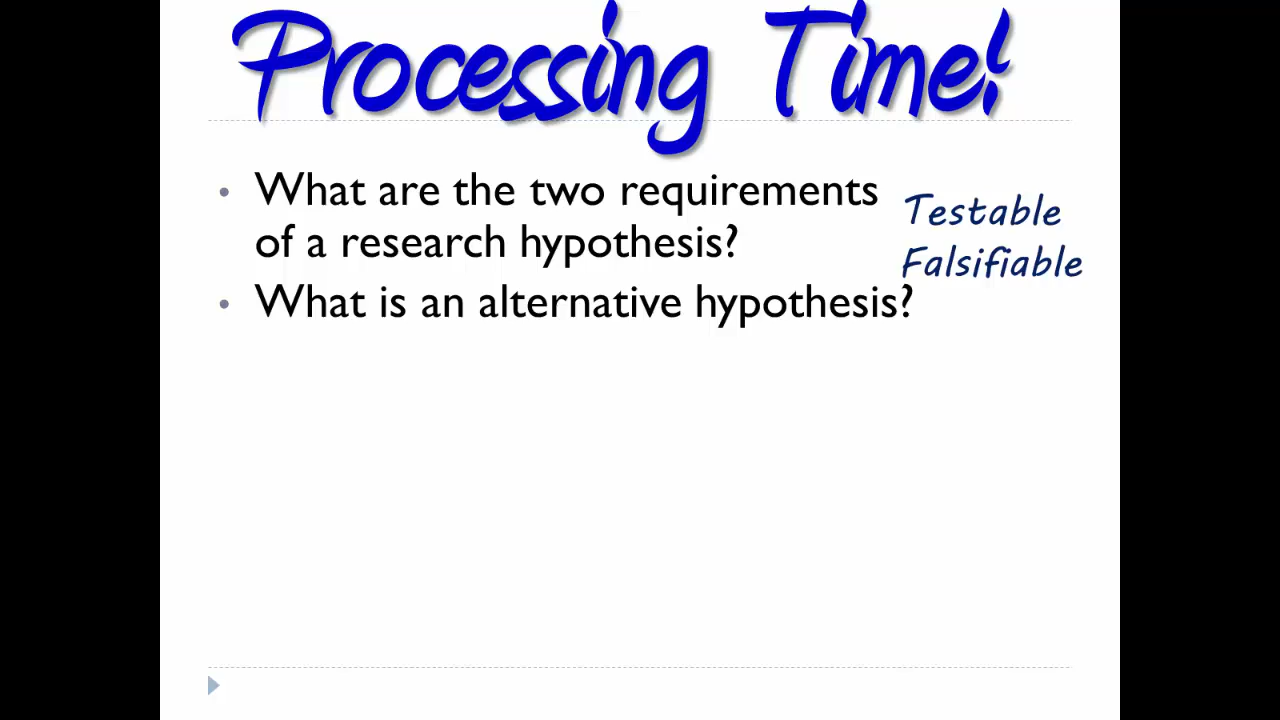 Processing Time!
• What are the two requirements
of a research hypothesis?
Testable
Falsifiable
• What is an alternative hypothesis?